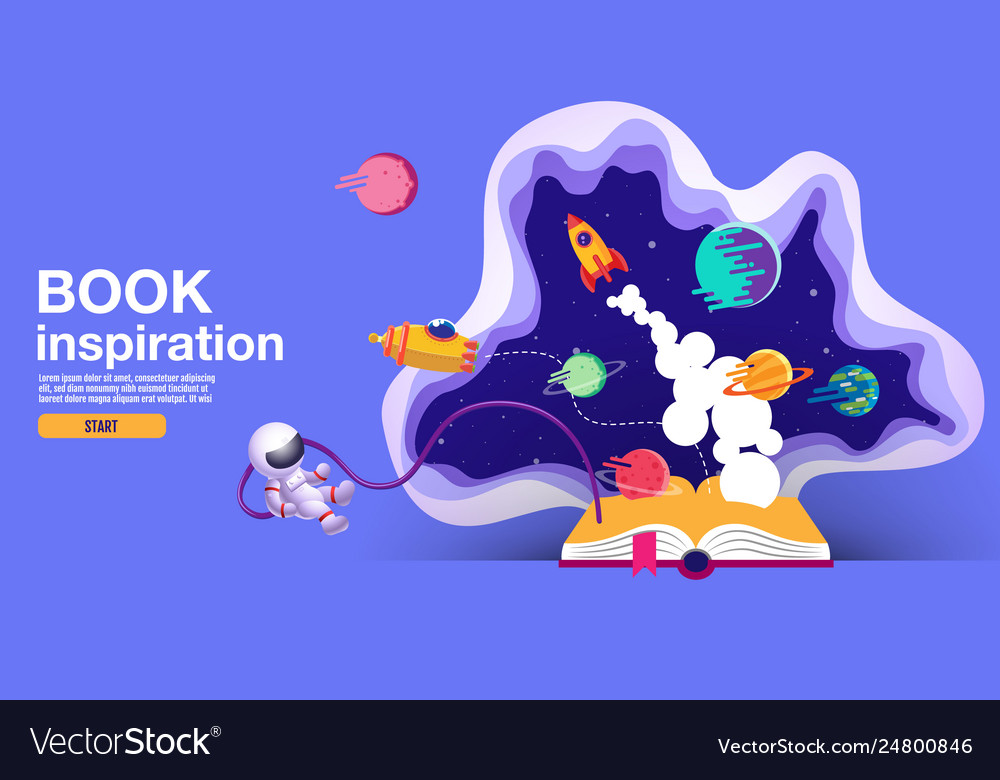 BOOK
inspiration
Lorem ipsum dolor sit amet, consectetuer adipiscing
elit, sed diam nonummy nibh euismod tincidunt ut
laoreet dolore magna aliquam erat volutpat. Ut wisi
START
VectorStock®
VectorStock.com/24800846